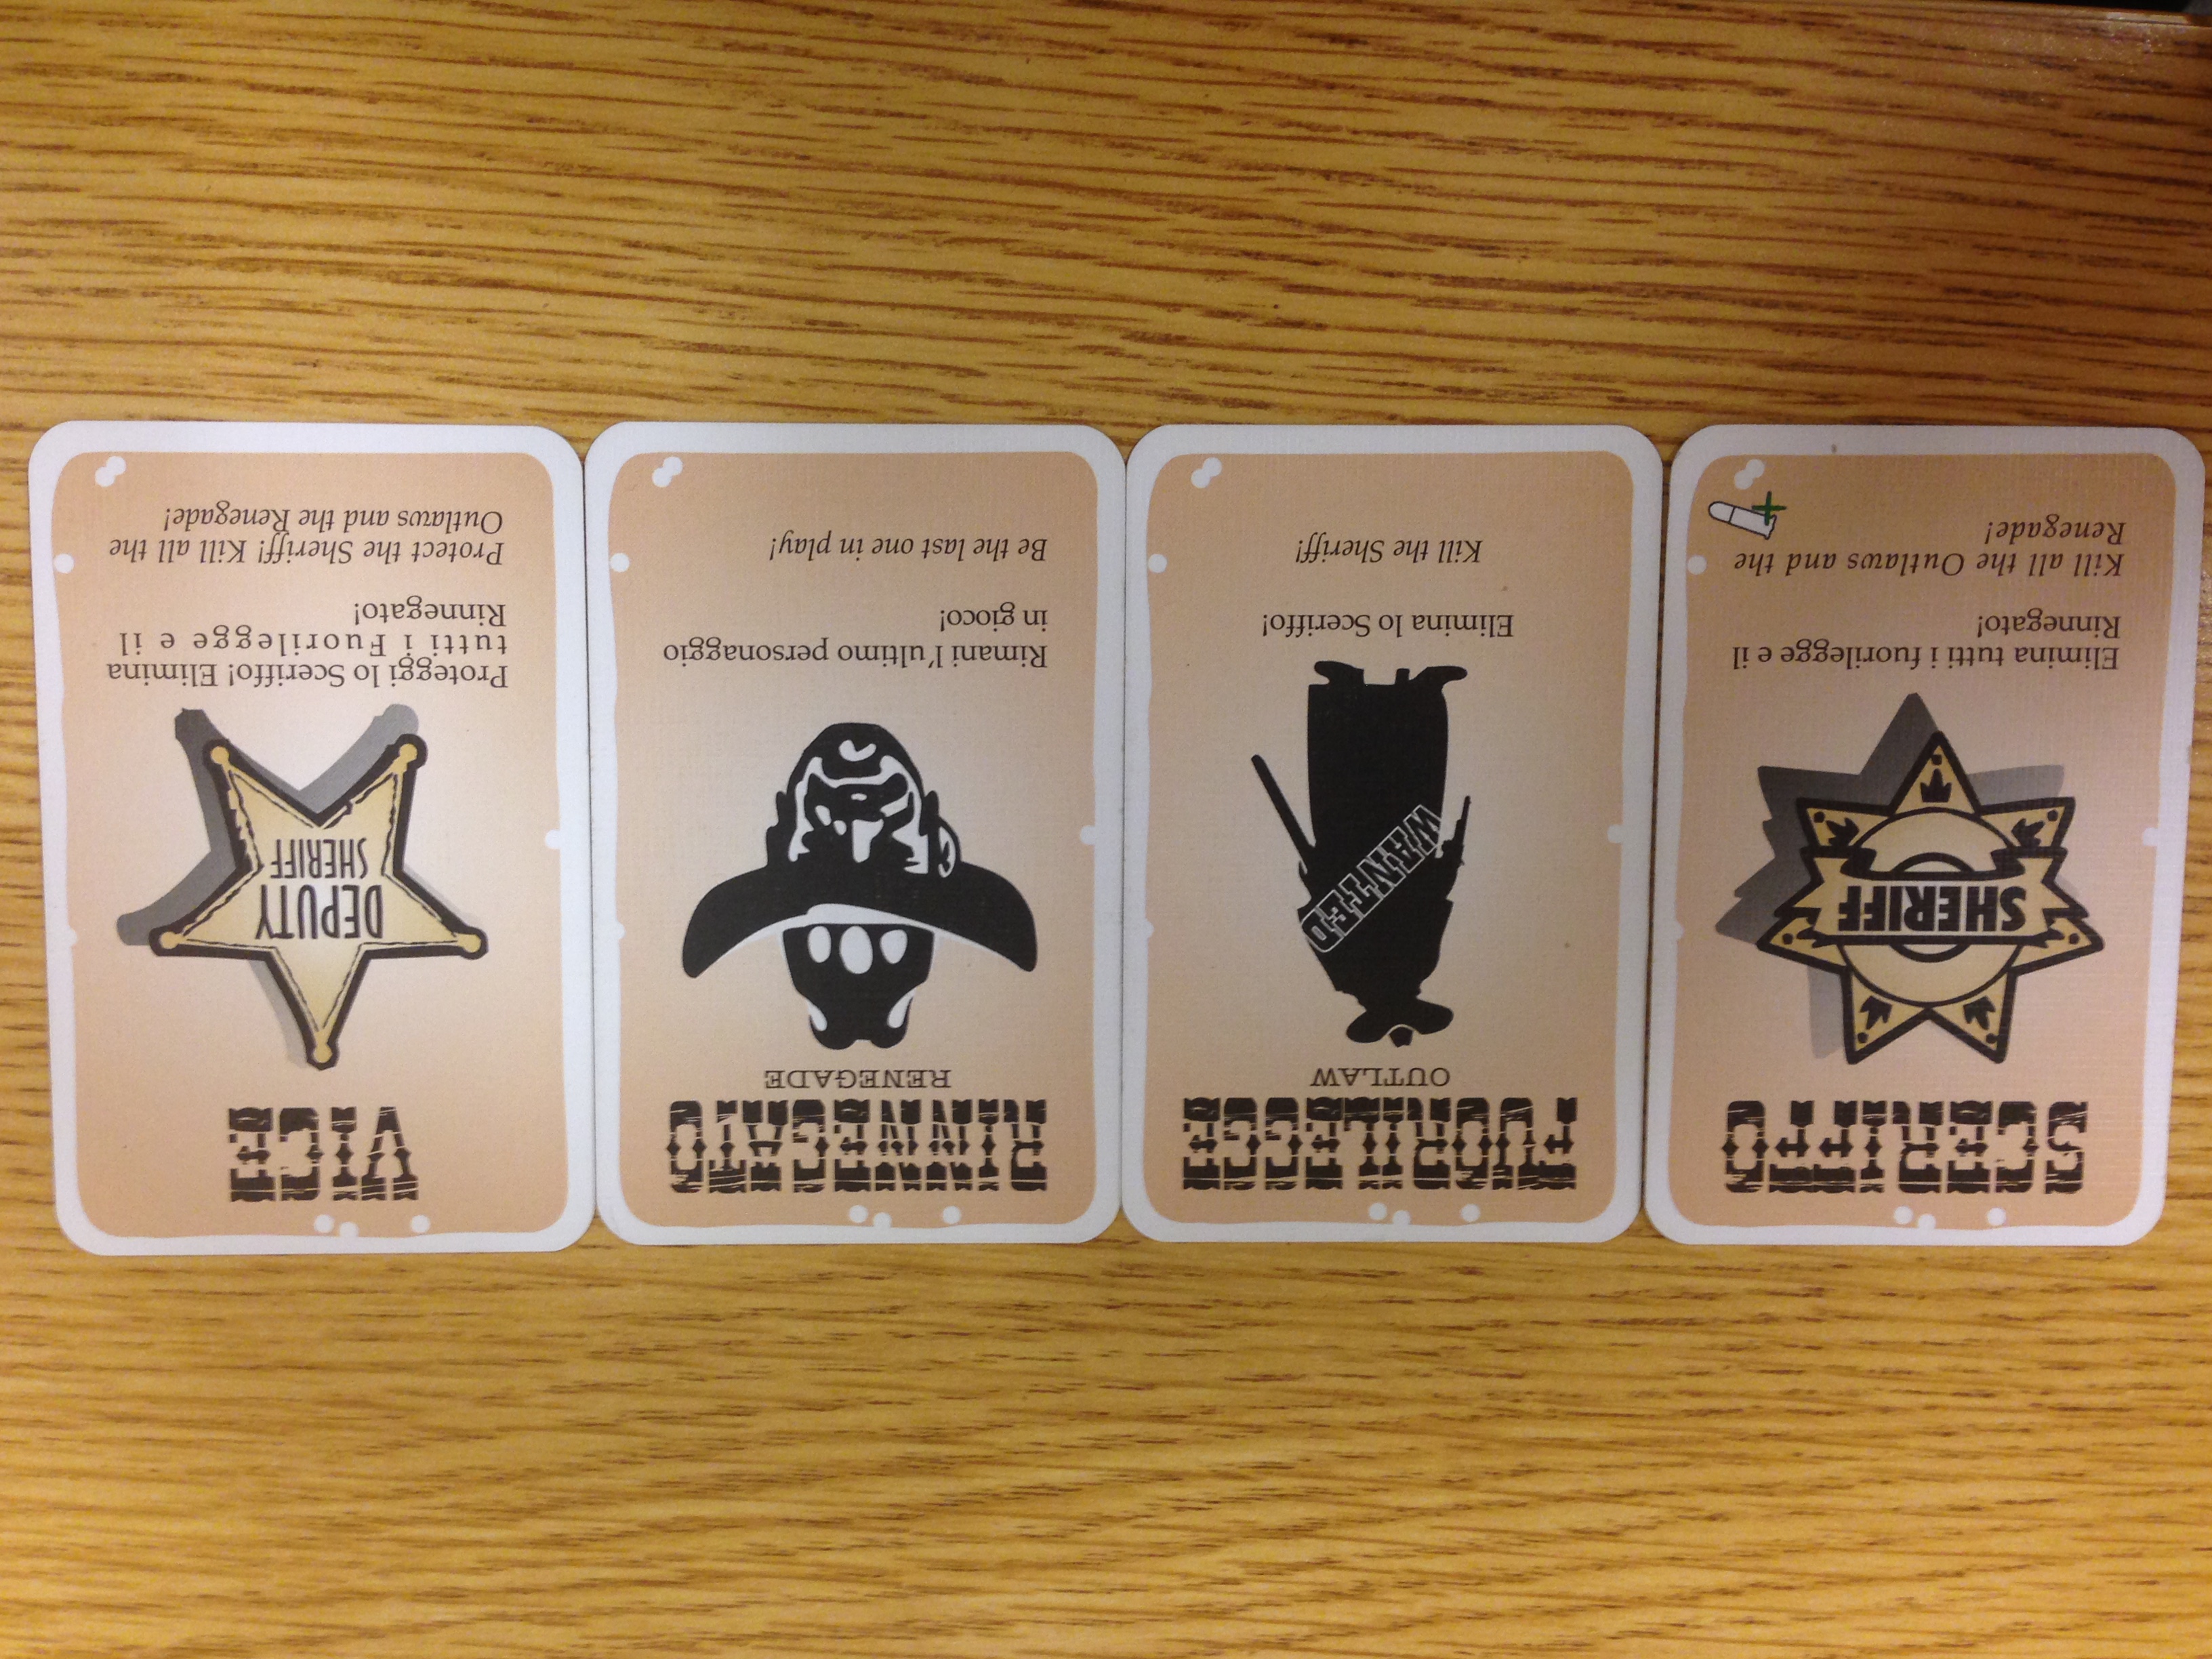 SCERIFFO
SHERIFF
Elimina tutti i fuorilegge e il
Rinnegato!
Kill all the Outlaws and the
Renegade!
FUORILEGGE
OUTLAW
WANTED
Elimina lo Sceriffo!
Kill the Sheriff!
RINNEGATO
RENEGADE
Rimani l'ultimo personaggio
in gioco!
Be the last one in play!
VICE
DEPUTY
SHERIFF
Proteggi lo Sceriffo! Elimina
tutti i Fuorilegge e il
Rinnegato!
Protect the Sheriff! Kill all the
Outlaws and the Renegade!